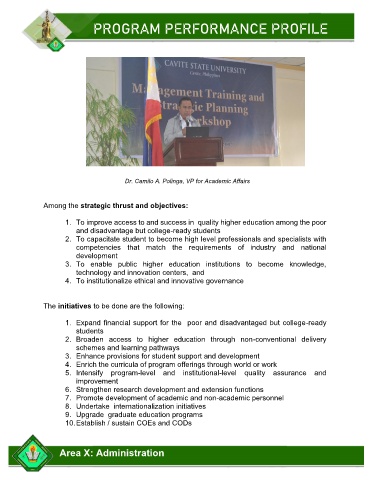 PROGRAM PERFORMANCE PROFILE
CAVITE STATE UNIVERSITY
Cavite, Philippines
Management Training and
Strategic Planning
Workshop
Dr. Camilo A. Polinga, VP for Academic Affairs
Among the strategic thrust and objectives:
1. To improve access to and success in quality higher education among the poor
and disadvantage but college-ready students
2. To capacitate student to become high level professionals and specialists with
competencies that match the requirements of industry and national
development
3. To enable public higher education institutions to become knowledge,
technology and innovation centers, and
4. To institutionalize ethical and innovative governance
The initiatives to be done are the following:
1. Expand financial support for the poor and disadvantaged but college-ready
students
2. Broaden access to higher education through non-conventional delivery
schemes and learning pathways
3. Enhance provisions for student support and development
4. Enrich the curricula of program offerings through world or work
5. Intensify program-level and institutional-level quality assurance and
improvement
6. Strengthen research development and extension functions
7. Promote development of academic and non-academic personnel
8. Undertake internationalization initiatives
9. Upgrade graduate education programs
10. Establish / sustain COEs and CODs
Area X: Administration